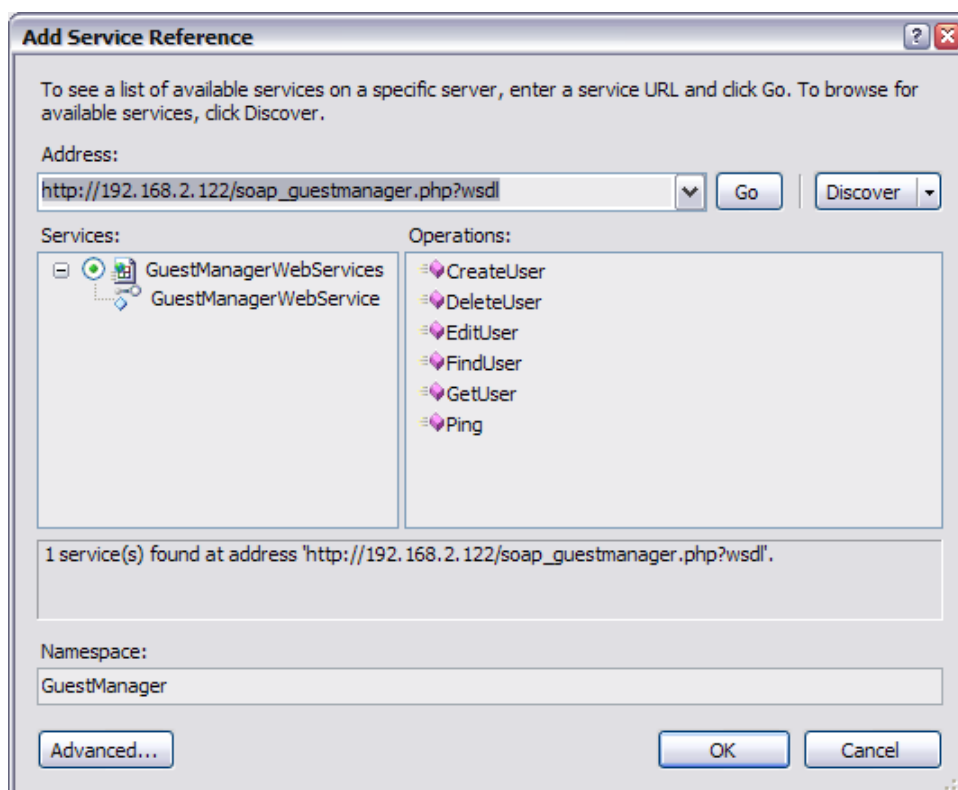 Add Service Reference
To see a list of available services on a specific server, enter a service URL and click Go. To browse for
available services, click Discover.
Address:
http://192.168.2.122/soap_guestmanager.php?wsdl
Go
Discover
Services:
Operations:
GuestManagerWebServices
GuestManagerWebService
CreateUser
DeleteUser
EditUser
FindUser
GetUser
Ping
1 service(s) found at address 'http://192.168.2.122/soap_guestmanager.php?wsdl'.
Namespace:
GuestManager
Advanced...
OK
Cancel